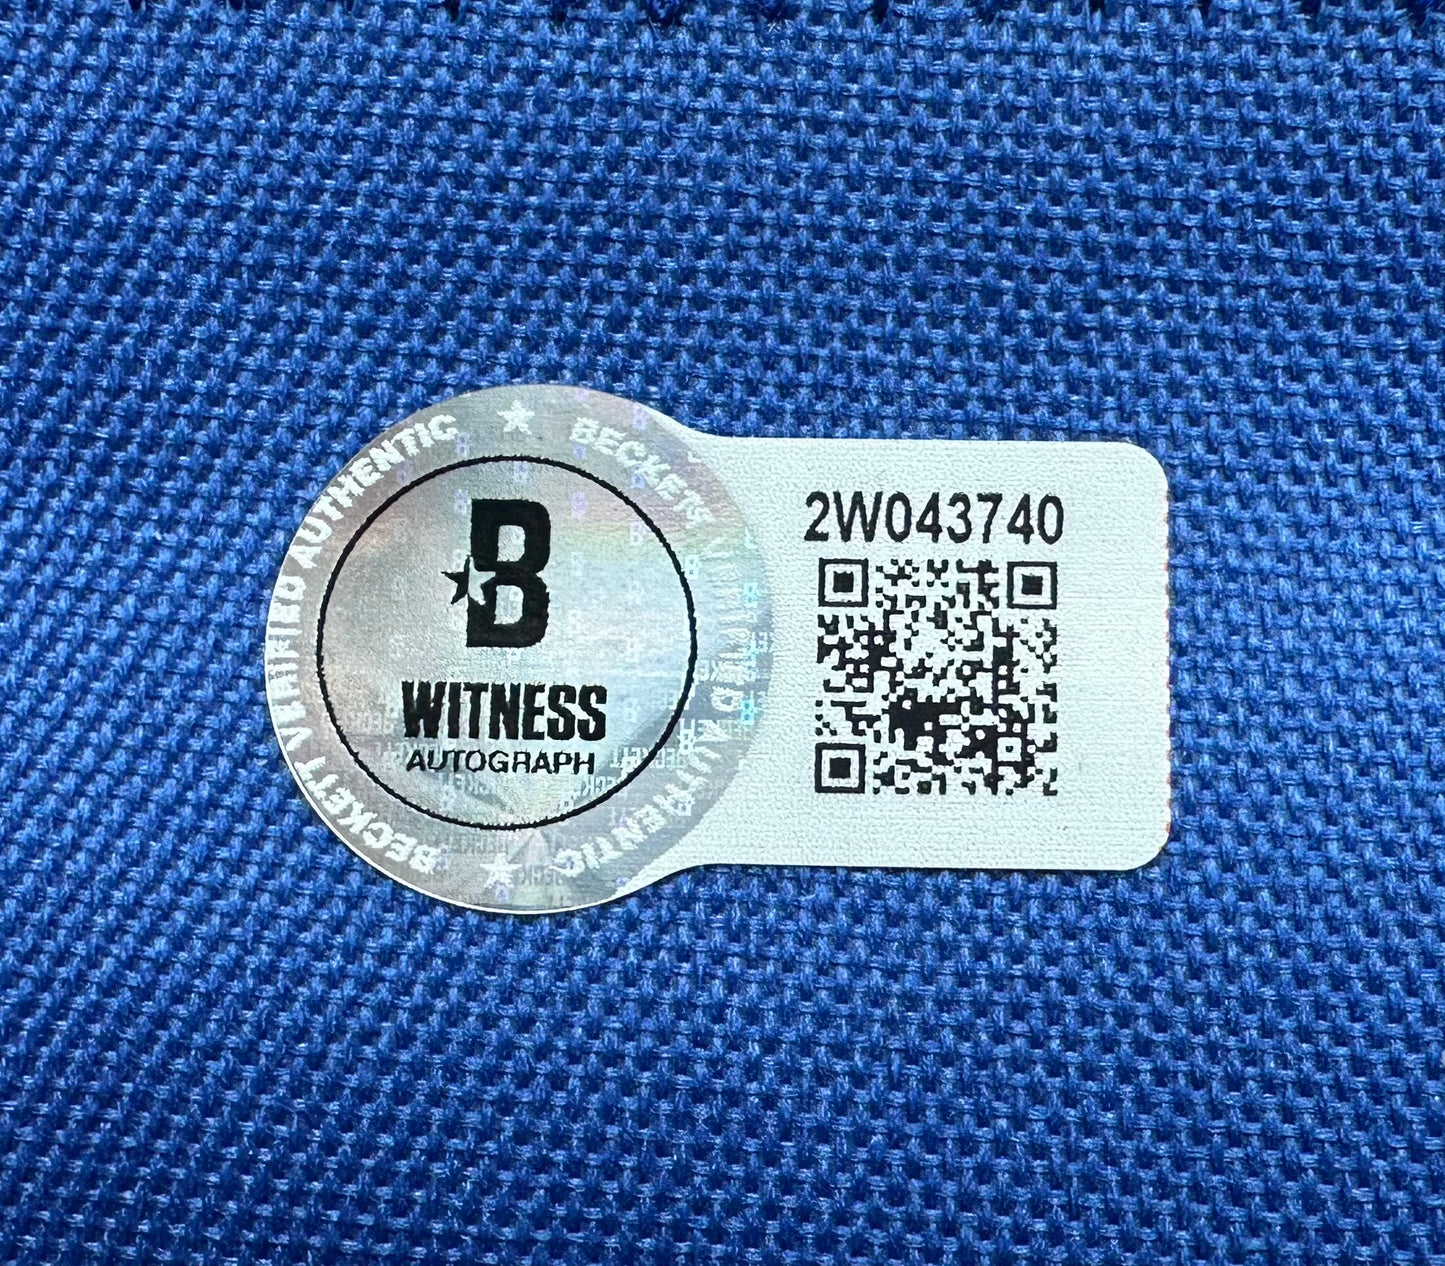 BECKETT VERIFIED AUTHENTIC ★ BECKETT VERIFIED AUTHENTIC ★
B
WITNESS
AUTOGRAPH
2W043740